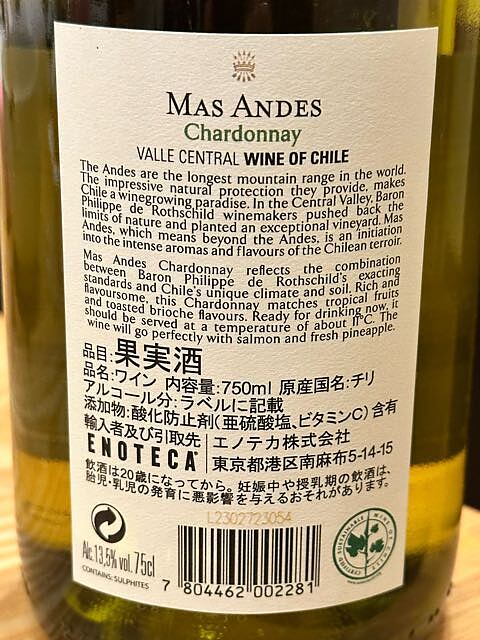 MAS ANDES
Chardonnay
VALLE CENTRAL WINE OF CHILE
The Andes are the longest mountain range in the world.
The impressive natural protection they provide, makes
Chile a winegrowing paradise. In the Central Valley, Baron
Philippe de Rothschild winemakers pushed back the
limits of nature and planted an exceptional vineyard. Mas
Andes, which means beyond the Andes, is an initiation
into the intense aromas and flavours of the Chilean terroir.
Mas Andes Chardonnay reflects the combination
between Baron Philippe de Rothschild's exacting
standards and Chile's unique climate and soil. Rich and
flavoursome, this Chardonnay matches tropical fruits
and toasted brioche flavours. Ready for drinking now, it
should be served at a temperature of about 11°C. The
wine will go perfectly with salmon and fresh pineapple.
品目:果実酒
品名:ワイン 内容量:750ml 原産国名:チリ
アルコール分:ラベルに記載
添加物:酸化防止剤(亜硫酸塩、ビタミンC)含有
輸入者及び引取先
ENOTECA
エノテカ株式会社
東京都港区南麻布5-14-15
飲酒は20歳になってから。妊娠中や授乳期の飲酒は、
胎児・乳児の発育に悪影響を与えるおそれがあります。
L2302723054
Alc.13,5% vol. 75cl
CONTAINS: SULPHITES
7 804462 002281
CERTIFIED SUSTAINABLE WINE OF CHILE